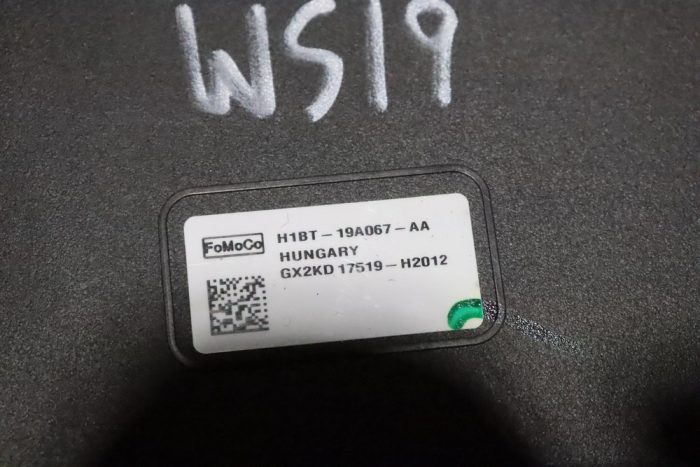 WS19
FoMoCo
H1BT-19A067-AA
HUNGARY
GX2KD 17519-H2012